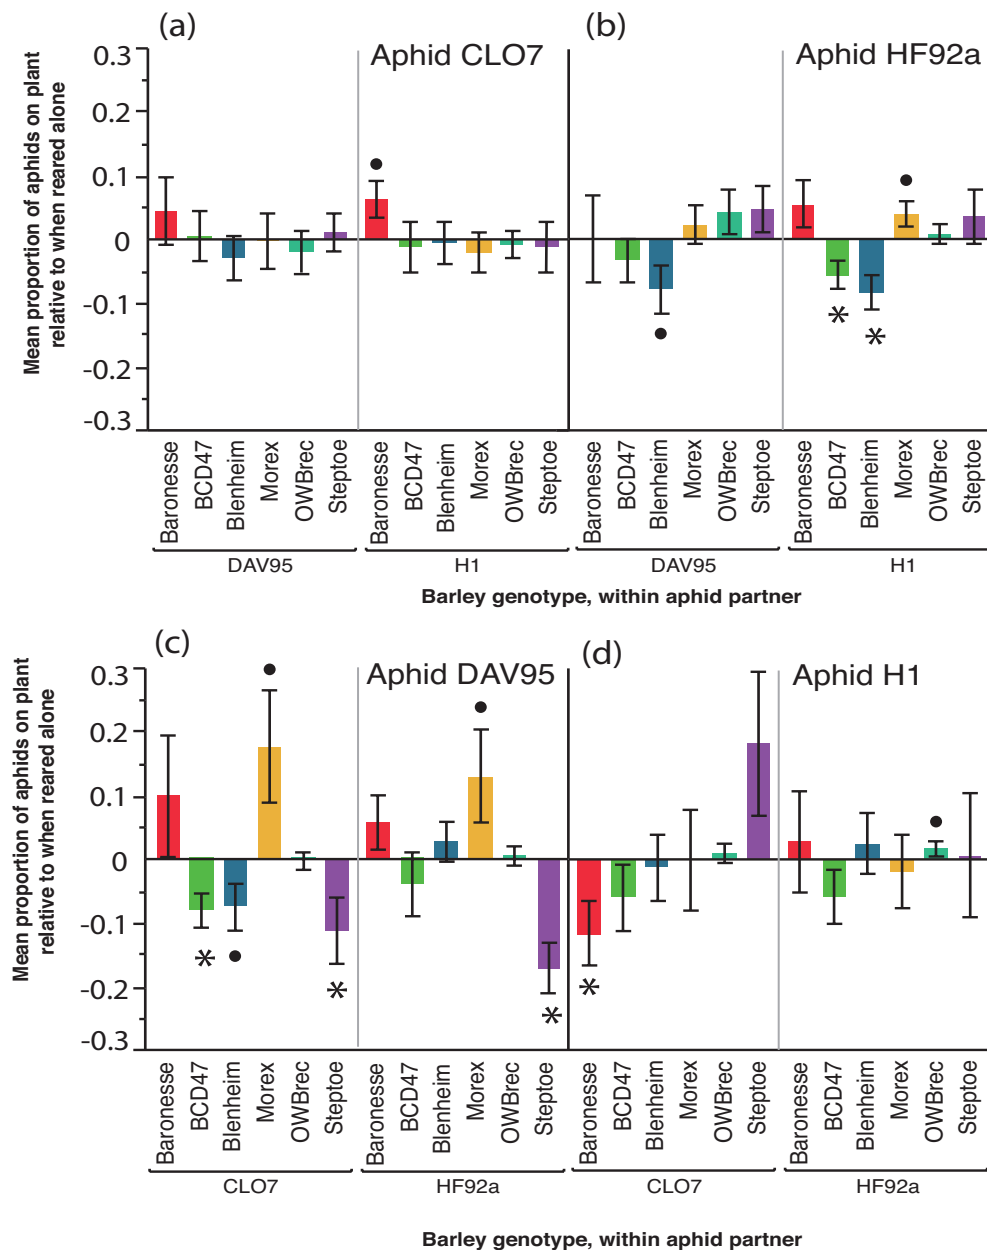 (a)
Aphid CLO7
(b)
Aphid HF92a
Mean proportion of aphids on plant
relative to when reared alone
0.3
0.2
0.1
0
-0.1
-0.2
-0.3
Baronesse
BCD47
Blenheim
Morex
OWBrec
Steptoe
Baronesse
BCD47
Blenheim
Morex
OWBrec
Steptoe
Baronesse
BCD47
Blenheim
Morex
OWBrec
Steptoe
Baronesse
BCD47
Blenheim
Morex
OWBrec
Steptoe
DAV95
H1
DAV95
H1
Barley genotype, within aphid partner
(c)
Aphid DAV95
(d)
Aphid H1
Mean proportion of aphids on plant
relative to when reared alone
0.3
0.2
0.1
0
-0.1
-0.2
-0.3
*
*
*
*
*
*
Baronesse
BCD47
Blenheim
Morex
OWBrec
Steptoe
Baronesse
BCD47
Blenheim
Morex
OWBrec
Steptoe
Baronesse
BCD47
Blenheim
Morex
OWBrec
Steptoe
Baronesse
BCD47
Blenheim
Morex
OWBrec
Steptoe
CLO7
HF92a
CLO7
HF92a
Barley genotype, within aphid partner